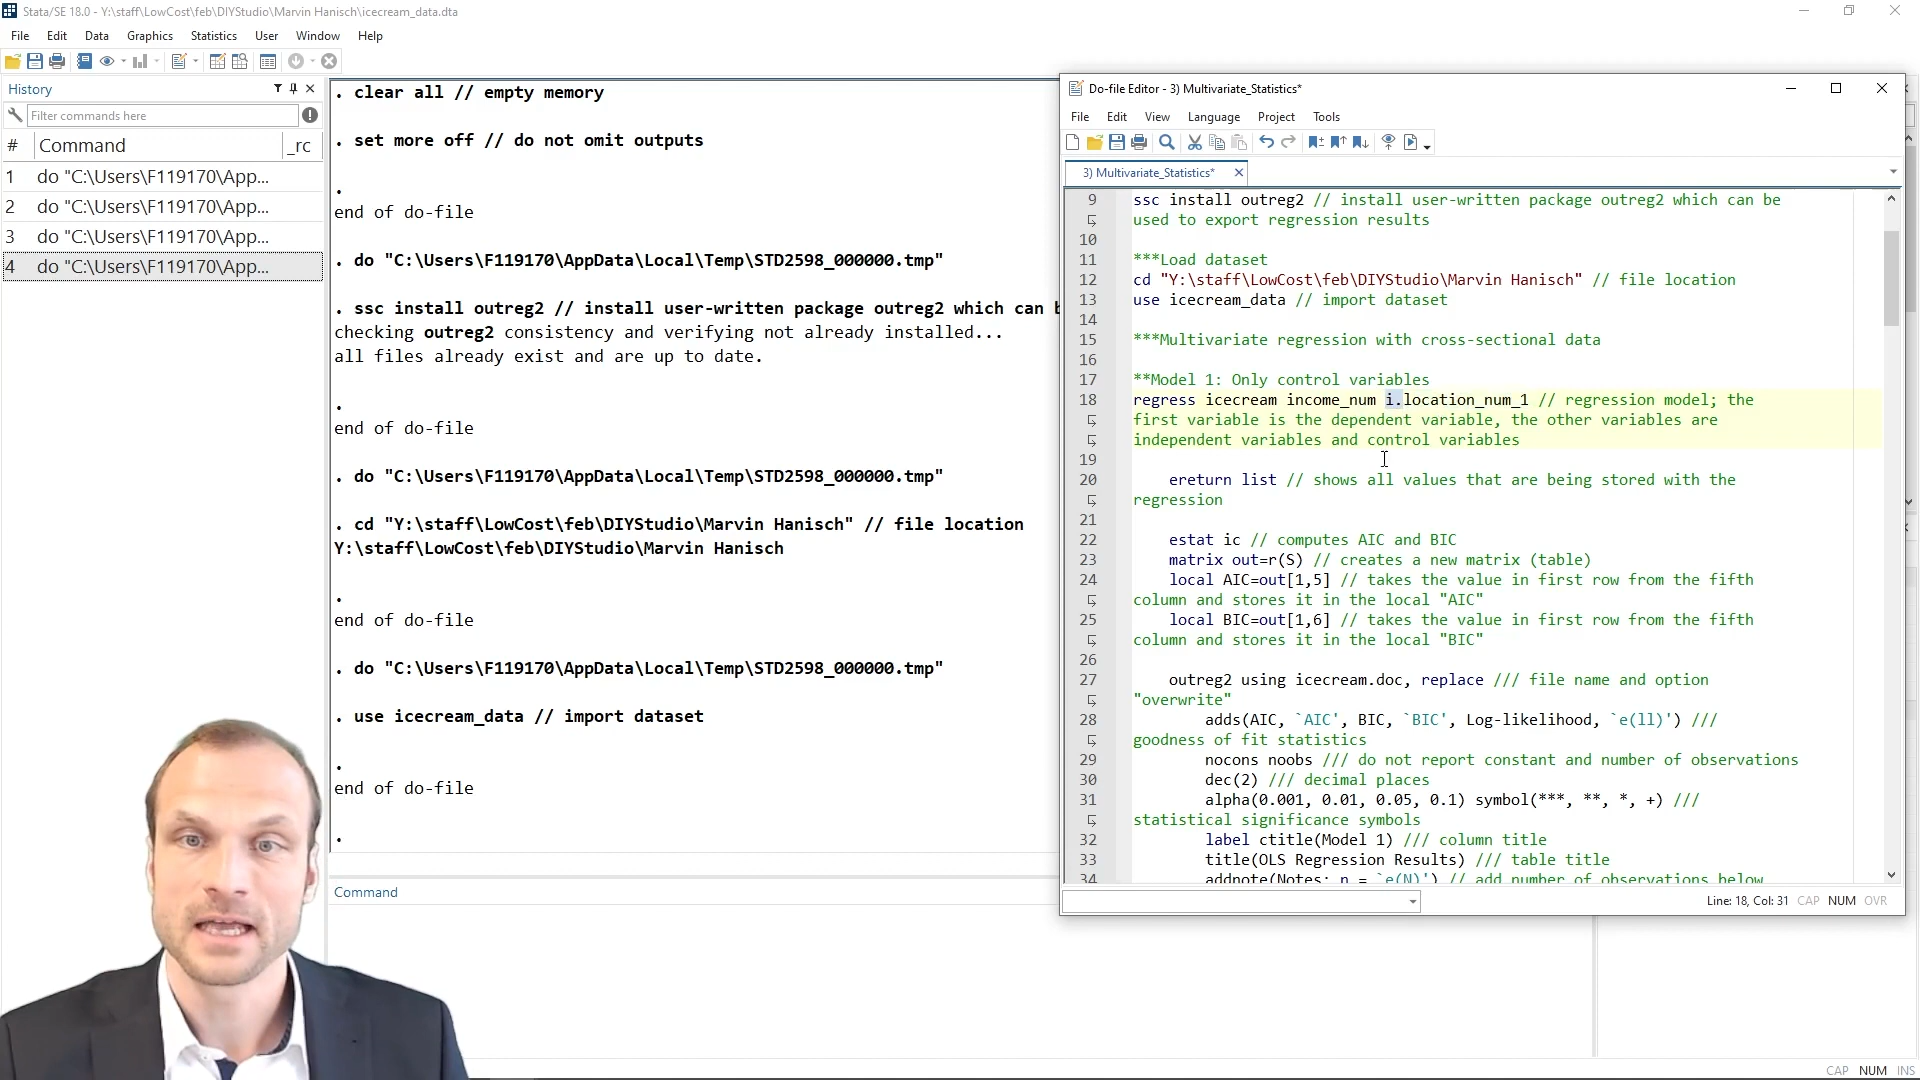 Stata/SE 18.0 - Y:\staff\LowCost\feb\DIYStudio\Marvin Hanisch\icecream_data.dta
File Edit Data Graphics Statistics User Window Help
History
Filter commands here
# Command _rc
1 do "C:\Users\F119170\App...
2 do "C:\Users\F119170\App...
3 do "C:\Users\F119170\App...
4 do "C:\Users\F119170\App...
. clear all // empty memory
. set more off // do not omit outputs
.
end of do-file
. do "C:\Users\F119170\AppData\Local\Temp\STD2598_000000.tmp"
. ssc install outreg2 // install user-written package outreg2 which can b
checking outreg2 consistency and verifying not already installed...
all files already exist and are up to date.
.
end of do-file
. do "C:\Users\F119170\AppData\Local\Temp\STD2598_000000.tmp"
. cd "Y:\staff\LowCost\feb\DIYStudio\Marvin Hanisch" // file location
Y:\staff\LowCost\feb\DIYStudio\Marvin Hanisch
.
end of do-file
. do "C:\Users\F119170\AppData\Local\Temp\STD2598_000000.tmp"
. use icecream_data // import dataset
.
end of do-file
.
Command
Do-file Editor - 3) Multivariate_Statistics*
File Edit View Language Project Tools
3) Multivariate_Statistics*
9 ssc install outreg2 // install user-written package outreg2 which can be
used to export regression results
10
11 ***Load dataset
12 cd "Y:\staff\LowCost\feb\DIYStudio\Marvin Hanisch" // file location
13 use icecream_data // import dataset
14
15 ***Multivariate regression with cross-sectional data
16
17 **Model 1: Only control variables
18 regress icecream income_num i.location_num_1 // regression model; the
first variable is the dependent variable, the other variables are
independent variables and control variables
19
20 ereturn list // shows all values that are being stored with the
regression
21
22 estat ic // computes AIC and BIC
23 matrix out=r(S) // creates a new matrix (table)
24 local AIC=out[1,5] // takes the value in first row from the fifth
column and stores it in the local "AIC"
25 local BIC=out[1,6] // takes the value in first row from the fifth
column and stores it in the local "BIC"
26
27 outreg2 using icecream.doc, replace /// file name and option
"overwrite"
28 adds(AIC, `AIC', BIC, `BIC', Log-likelihood, `e(ll)') ///
goodness of fit statistics
29 nocons noobs /// do not report constant and number of observations
30 dec(2) /// decimal places
31 alpha(0.001, 0.01, 0.05, 0.1) symbol(***, **, *, +) ///
statistical significance symbols
32 label ctitle(Model 1) /// column title
33 title(OLS Regression Results) /// table title
34 addnote(Notes: n = `e(N)') // add number of observations below
Line: 18, Col: 31 CAP NUM OVR
CAP NUM INS